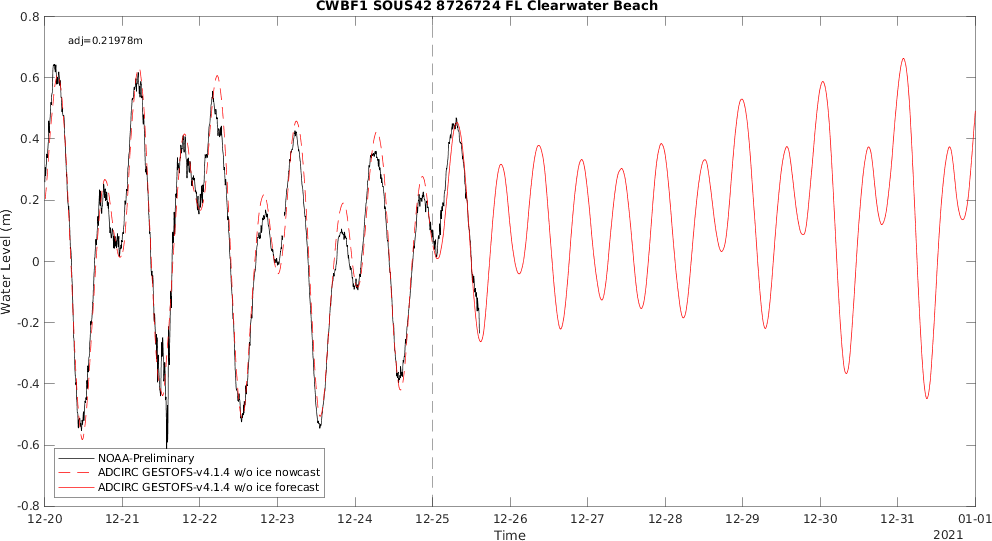 CWBF1 SOUS42 8726724 FL Clearwater Beach
adj=0.21978m
0.8
0.6
0.4
0.2
0
-0.2
-0.4
-0.6
-0.8
Water Level (m)
NOAA-Preliminary
ADCIRC GESTOFS-v4.1.4 w/o ice nowcast
ADCIRC GESTOFS-v4.1.4 w/o ice forecast
12-20 12-21 12-22 12-23 12-24 12-25 12-26 12-27 12-28 12-29 12-30 12-31 01-01
Time
2021